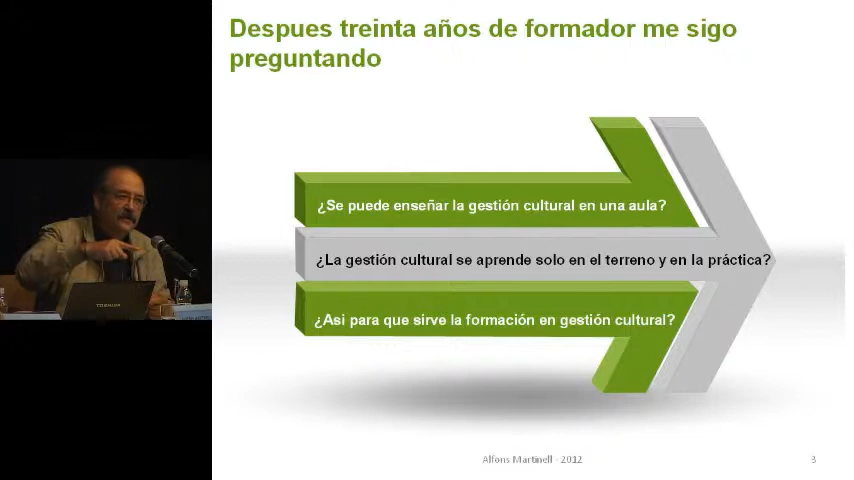 Despues treinta años de formador me sigo
preguntando
¿Se puede enseñar la gestión cultural en una aula?
¿La gestión cultural se aprende solo en el terreno y en la práctica?
¿Asi para que sirve la formación en gestión cultural?
TOSHIBA
Alfons Martinell - 2012
3